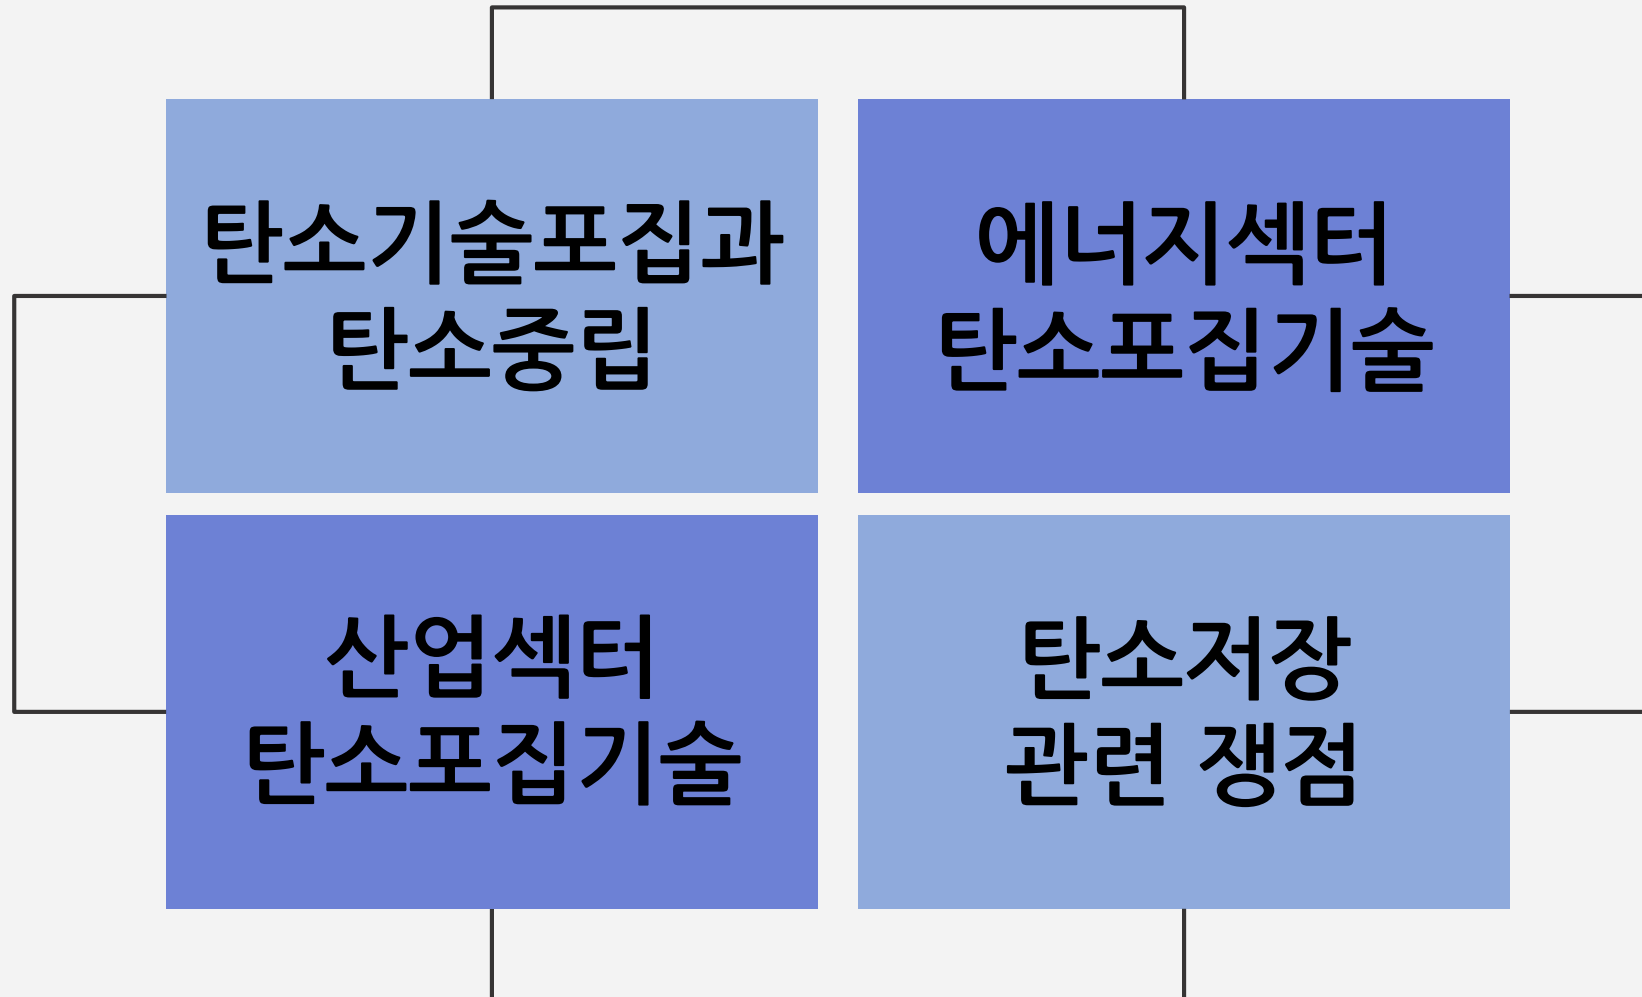 탄소기술포집과
탄소중립
에너지섹터
탄소포집기술
산업섹터
탄소포집기술
탄소저장
관련 쟁점